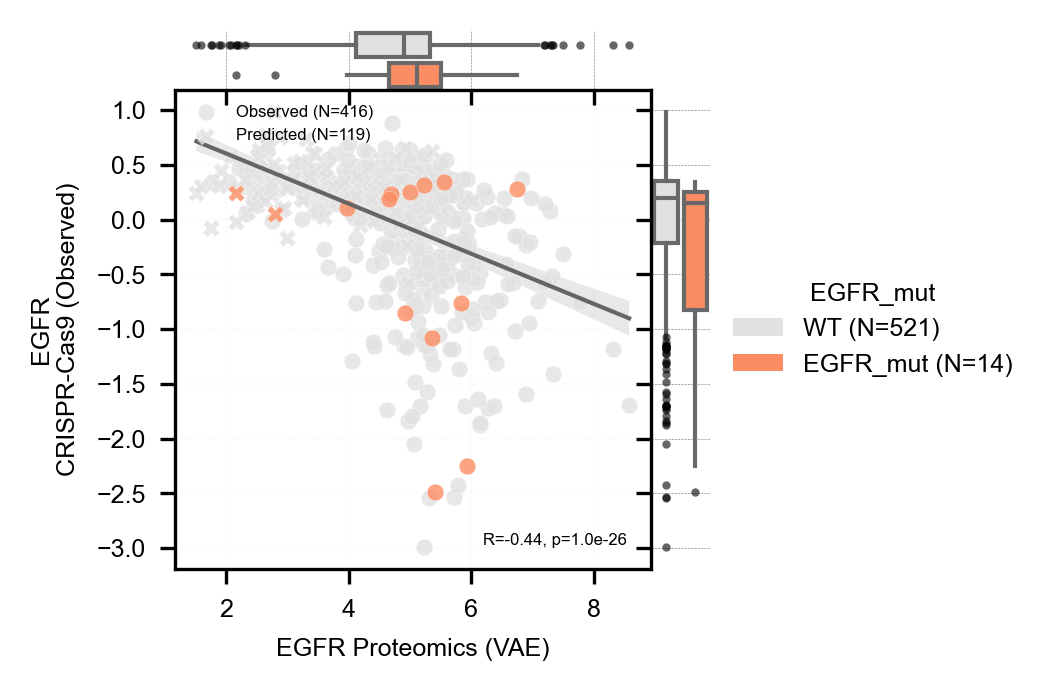 1.0
Observed (N=416)
Predicted (N=119)
0.5
0.0
−0.5
−1.0
−1.5
−2.0
−2.5
−3.0
EGFR
CRISPR-Cas9 (Observed)
R=-0.44, p=1.0e-26
2 4 6 8
EGFR Proteomics (VAE)
EGFR_mut
WT (N=521)
EGFR_mut (N=14)